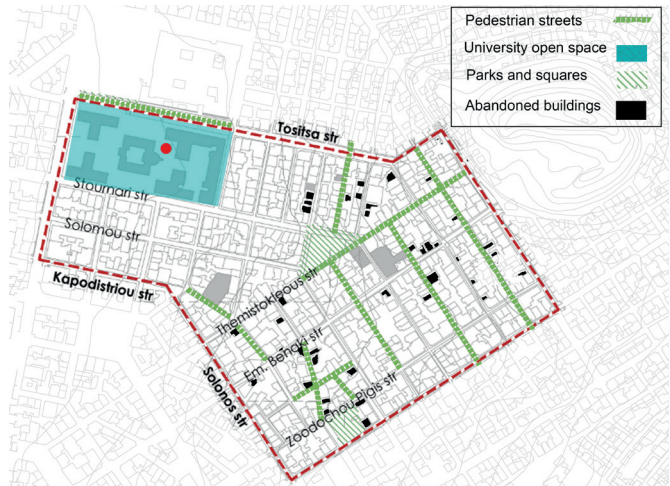 Pedestrian streets
University open space
Parks and squares
Abandoned buildings
Tositsa str
Stournari str
Solomou str
Kapodistriou str
Themistokleous str
Em. Benaki str
Solonos str
Zoodochou Pigis str